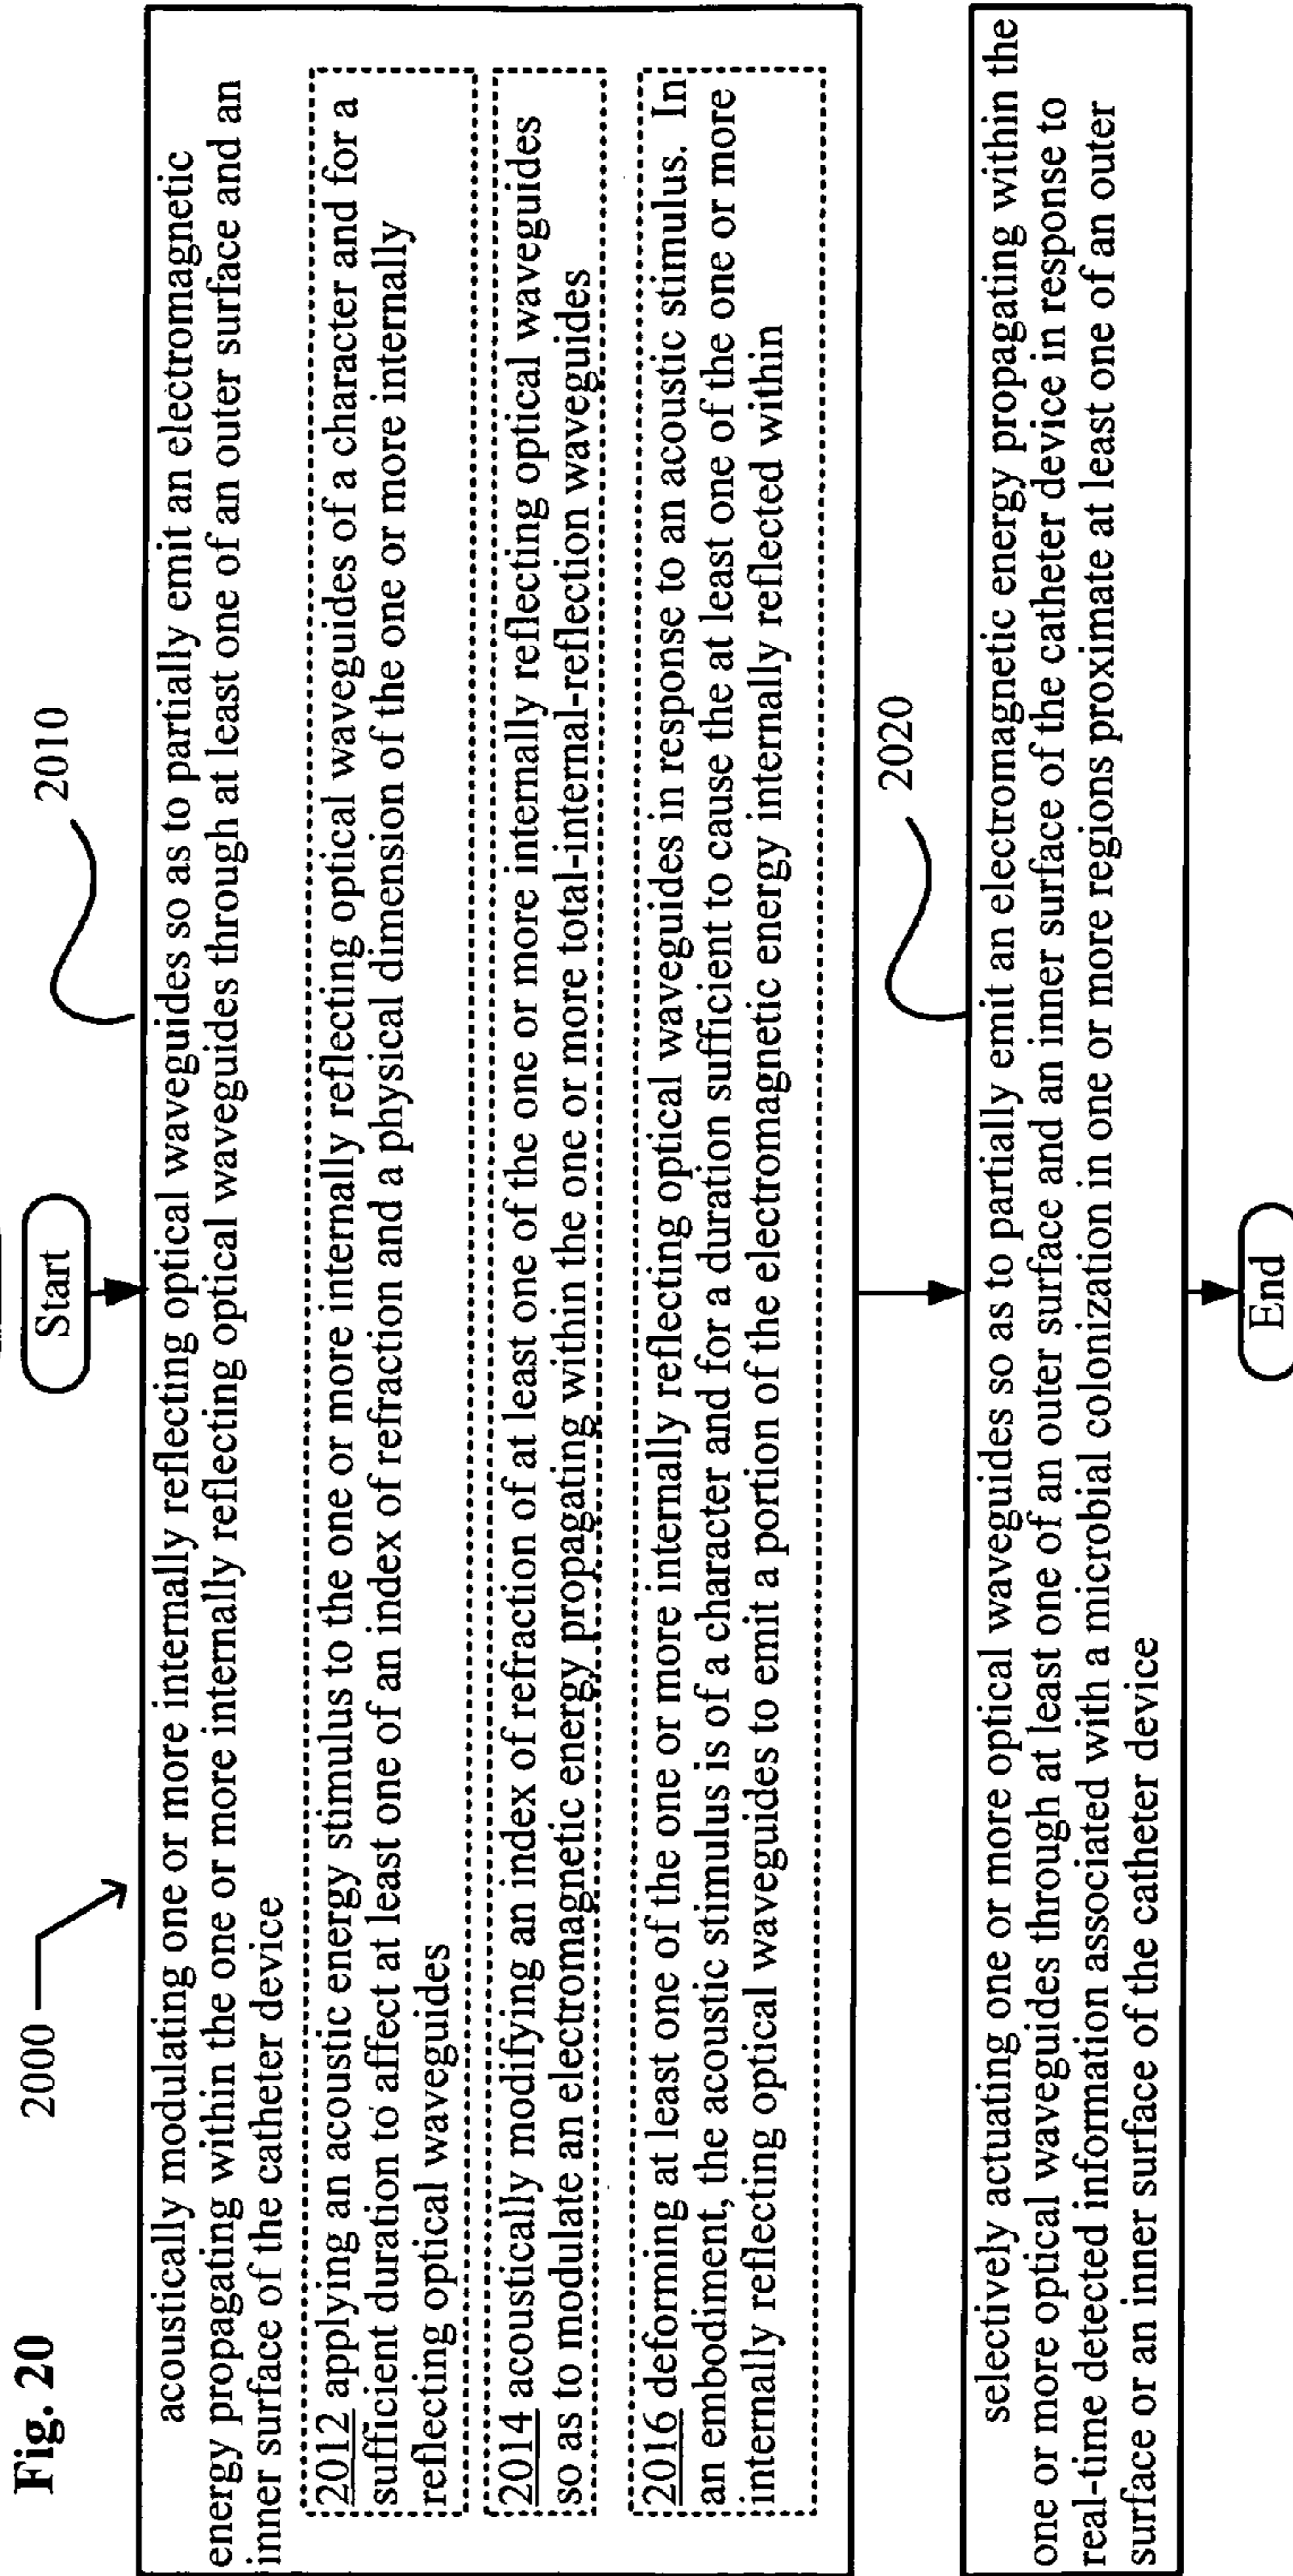 Fig. 20
2000
Start
2010
acoustically modulating one or more internally reflecting optical waveguides so as to partially emit an electromagnetic
energy propagating within the one or more internally reflecting optical waveguides through at least one of an outer surface and an
inner surface of the catheter device
2012 applying an acoustic energy stimulus to the one or more internally reflecting optical waveguides of a character and for a
sufficient duration to affect at least one of an index of refraction and a physical dimension of the one or more internally
reflecting optical waveguides
2014 acoustically modifying an index of refraction of at least one of the one or more internally reflecting optical waveguides
so as to modulate an electromagnetic energy propagating within the one or more total-internal-reflection waveguides
2016 deforming at least one of the one or more internally reflecting optical waveguides in response to an acoustic stimulus. In
an embodiment, the acoustic stimulus is of a character and for a duration sufficient to cause the at least one of the one or more
internally reflecting optical waveguides to emit a portion of the electromagnetic energy internally reflected within
2020
selectively actuating one or more optical waveguides so as to partially emit an electromagnetic energy propagating within the
one or more optical waveguides through at least one of an outer surface and an inner surface of the catheter device in response to
real-time detected information associated with a microbial colonization in one or more regions proximate at least one of an outer
surface or an inner surface of the catheter device
End